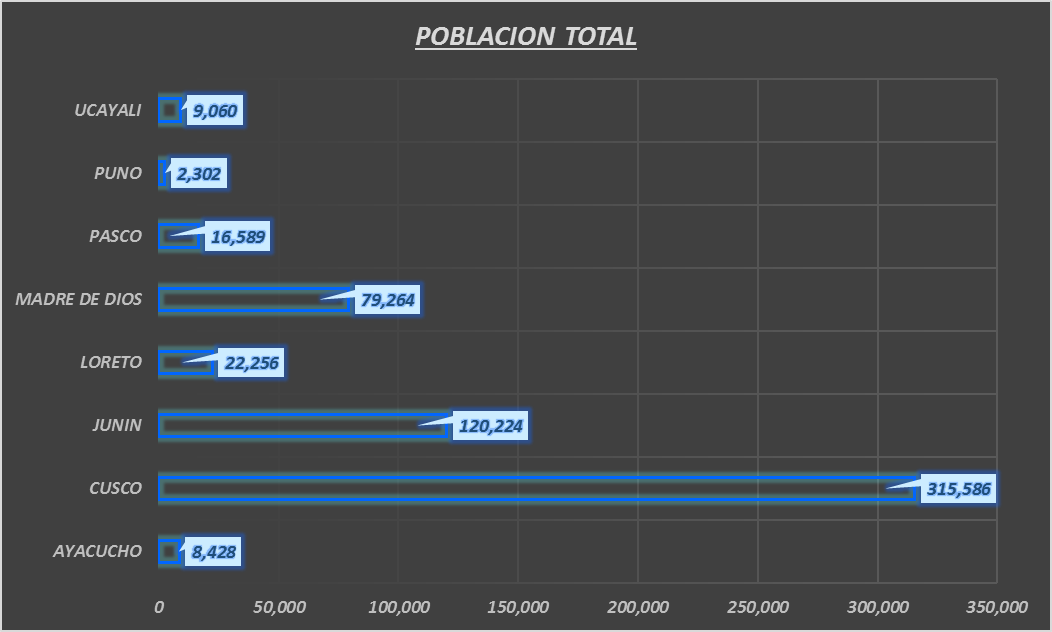 POBLACION TOTAL
UCAYALI 9,060
PUNO 2,302
PASCO 16,589
MADRE DE DIOS 79,264
LORETO 22,256
JUNIN 120,224
CUSCO 315,586
AYACUCHO 8,428
0 50,000 100,000 150,000 200,000 250,000 300,000 350,000